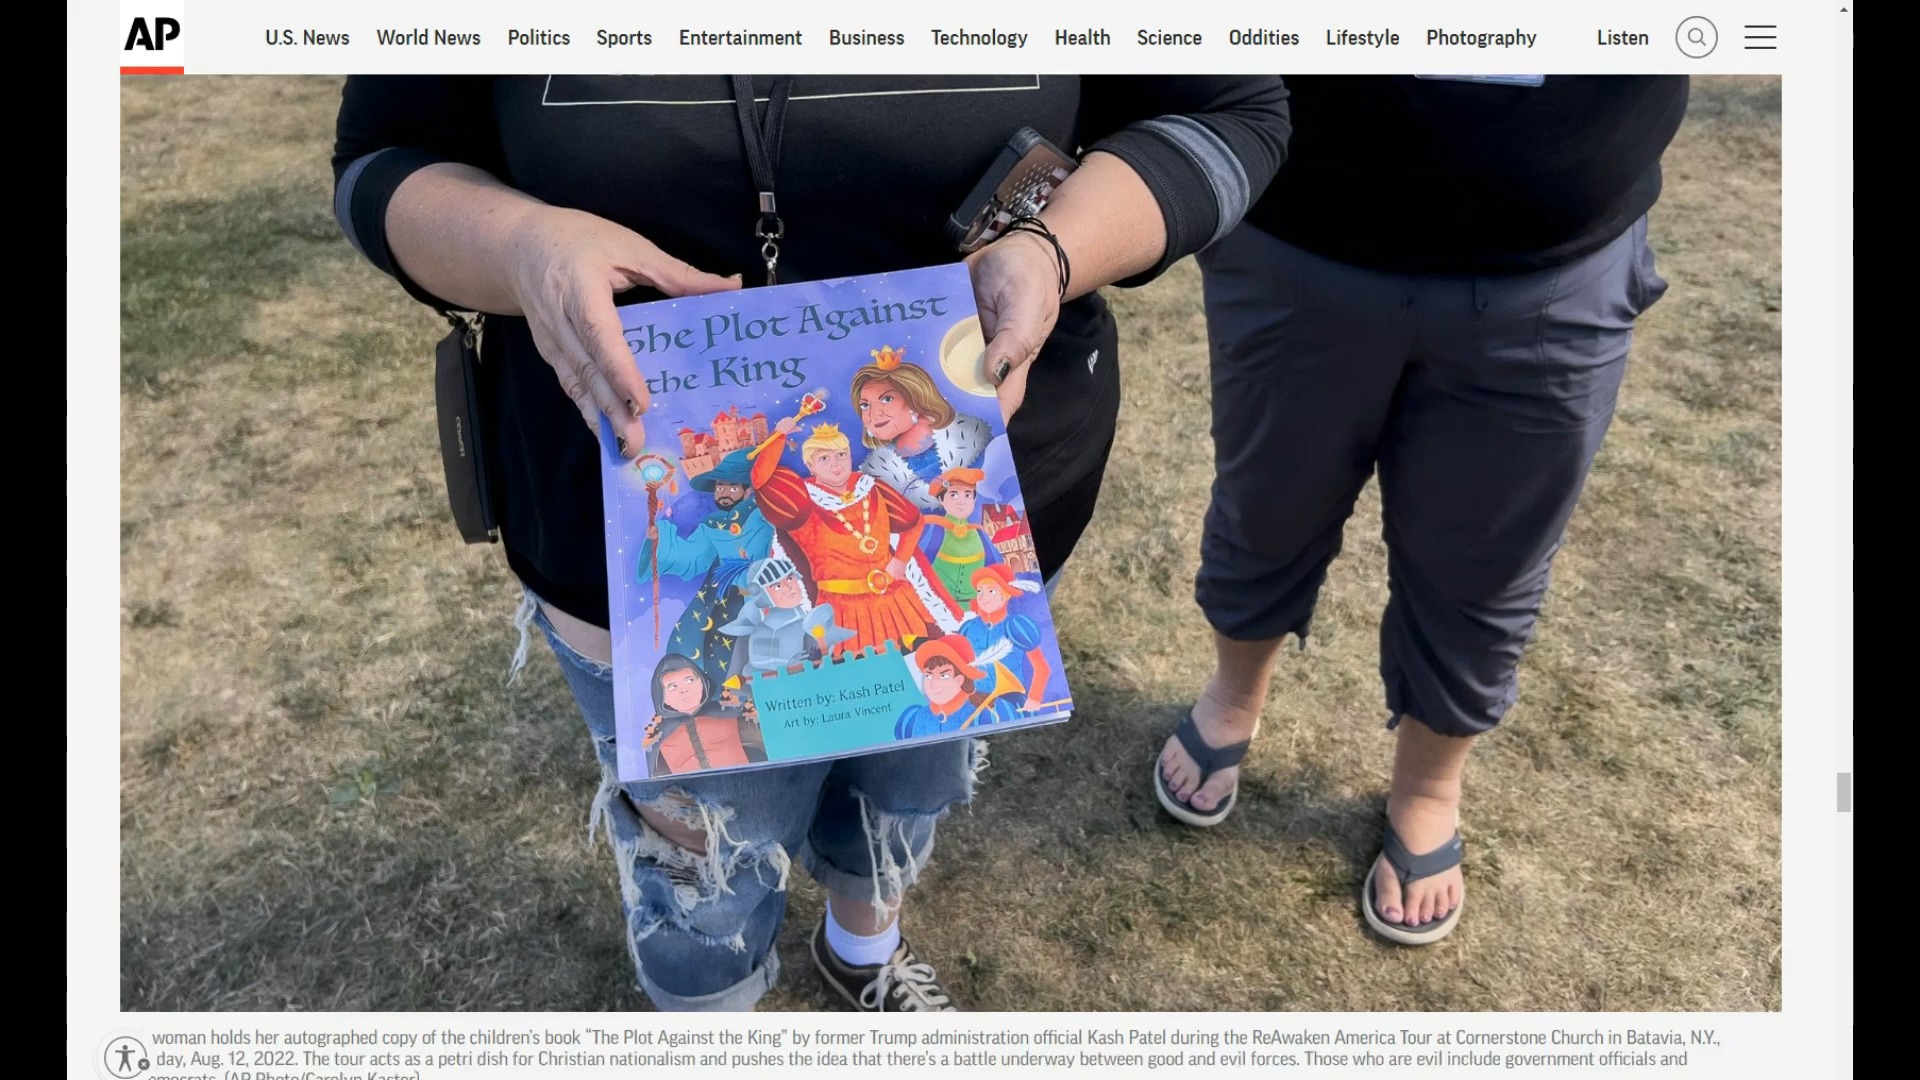 AP
U.S. News World News Politics Sports Entertainment Business Technology Health Science Oddities Lifestyle Photography Listen
The Plot Against
the King
Written by: Kash Patel
Art by: Laura Vincent
woman holds her autographed copy of the children's book “The Plot Against the King” by former Trump administration official Kash Patel during the ReAwaken America Tour at Cornerstone Church in Batavia, N.Y.,
day, Aug. 12, 2022. The tour acts as a petri dish for Christian nationalism and pushes the idea that there's a battle underway between good and evil forces. Those who are evil include government officials and
(AP Photo/Carolyn Kaster)